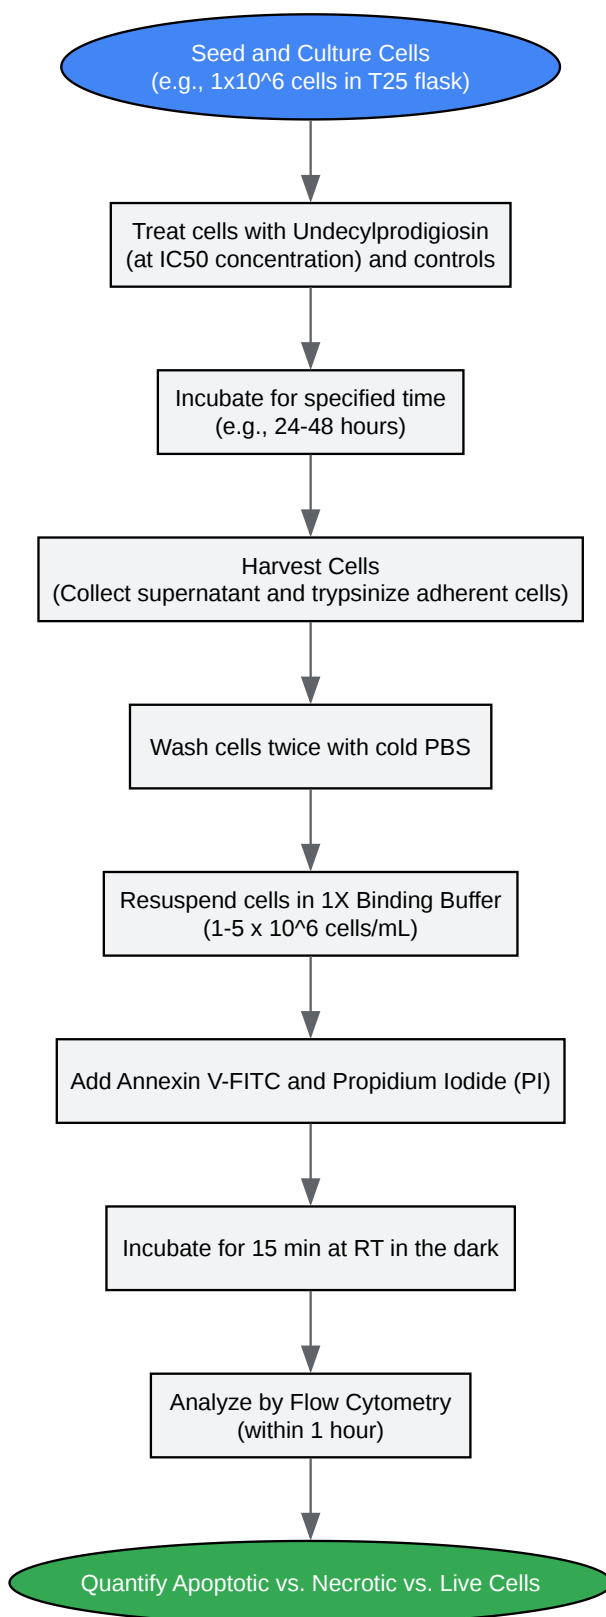 Seed and Culture Cells
(e.g., 1x10^6 cells in T25 flask)
Treat cells with Undecylprodigiosin
(at IC50 concentration) and controls
Incubate for specified time
(e.g., 24-48 hours)
Harvest Cells
(Collect supernatant and trypsinize adherent cells)
Wash cells twice with cold PBS
Resuspend cells in 1X Binding Buffer
(1-5 x 10^6 cells/mL)
Add Annexin V-FITC and Propidium Iodide (PI)
Incubate for 15 min at RT in the dark
Analyze by Flow Cytometry
(within 1 hour)
Quantify Apoptotic vs. Necrotic vs. Live Cells